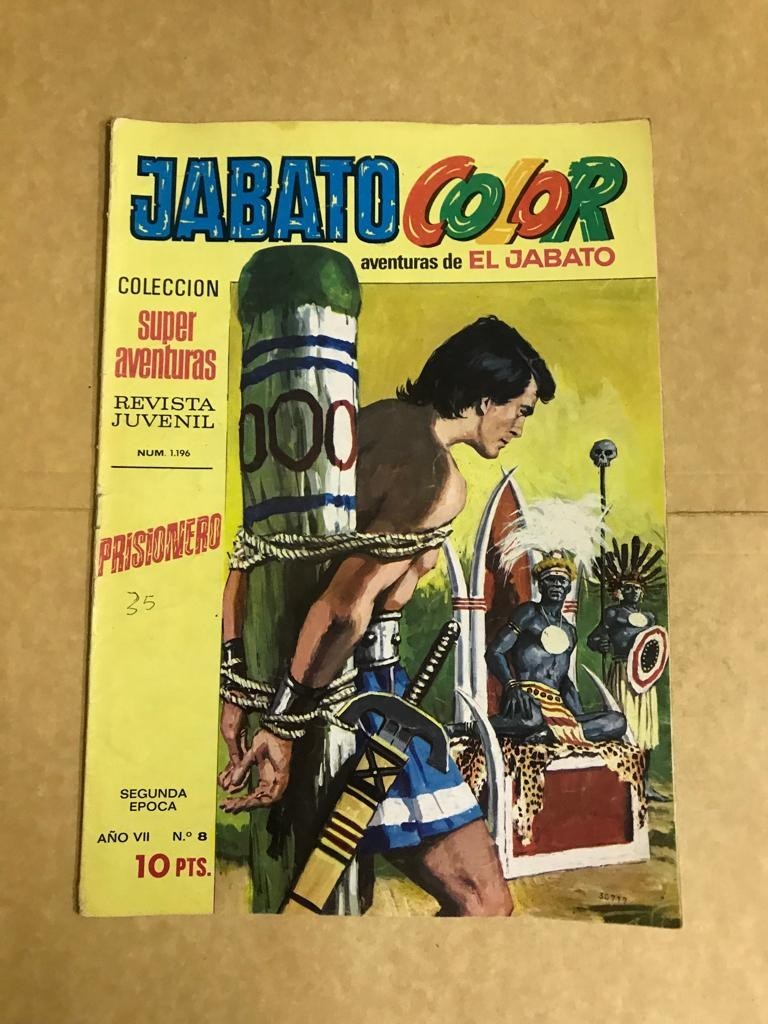 JABATO COLOR
aventuras de EL JABATO
COLECCION
super
aventuras
REVISTA
JUVENIL
NUM. 1.196
PRISIONERO
35
SEGUNDA
EPOCA
AÑO VII N.º 8
10 PTS.